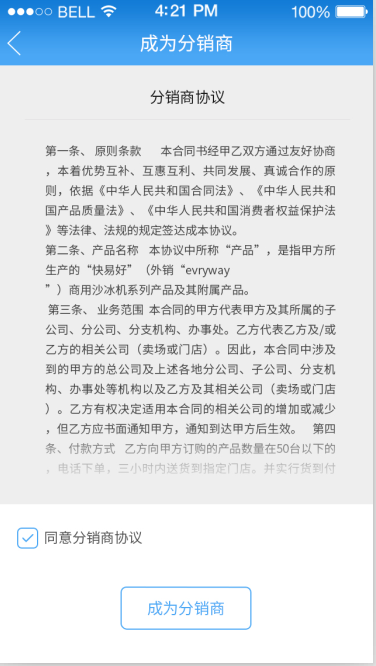 BELL 4:21 PM 100%
成为分销商
分销商协议
第一条、 原则条款 本合同书经甲乙双方通过友好协商
，本着优势互补、互惠互利、共同发展、真诚合作的原
则，依据《中华人民共和国合同法》、《中华人民共和
国产品质量法》、《中华人民共和国消费者权益保护法
》等法律、法规的规定签达成本协议。
第二条、产品名称 本协议中所称“产品”，是指甲方所
生产的“快易好”（外销“evryway
”）商用沙冰机系列产品及其附属产品。
第三条、 业务范围 本合同的甲方代表甲方及其所属的子
公司、分公司、分支机构、办事处。乙方代表乙方及/或
乙方的相关公司（卖场或门店）。因此，本合同中涉及
到的甲方的总公司及上述各地分公司、子公司、分支机
构、办事处等机构以及乙方及其相关公司（卖场或门店
）。乙方有权决定适用本合同的相关公司的增加或减少
，但乙方应书面通知甲方，通知到达甲方后生效。 第四
条、付款方式 乙方向甲方订购的产品数量在50台以下的
，电话下单，三小时内送货到指定门店。并实行货到付
同意分销商协议
成为分销商